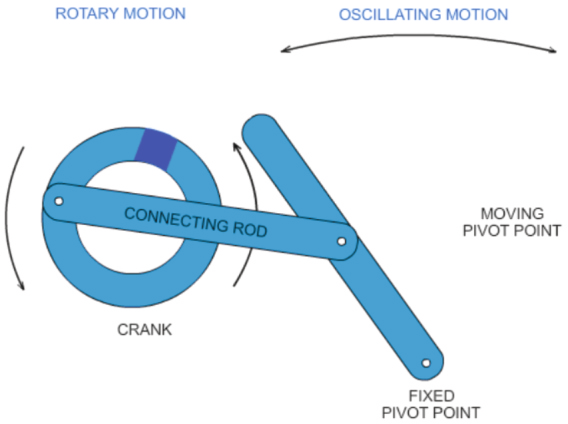 ROTARY MOTION
OSCILLATING MOTION
CONNECTING ROD
MOVING
PIVOT POINT
CRANK
FIXED
PIVOT POINT